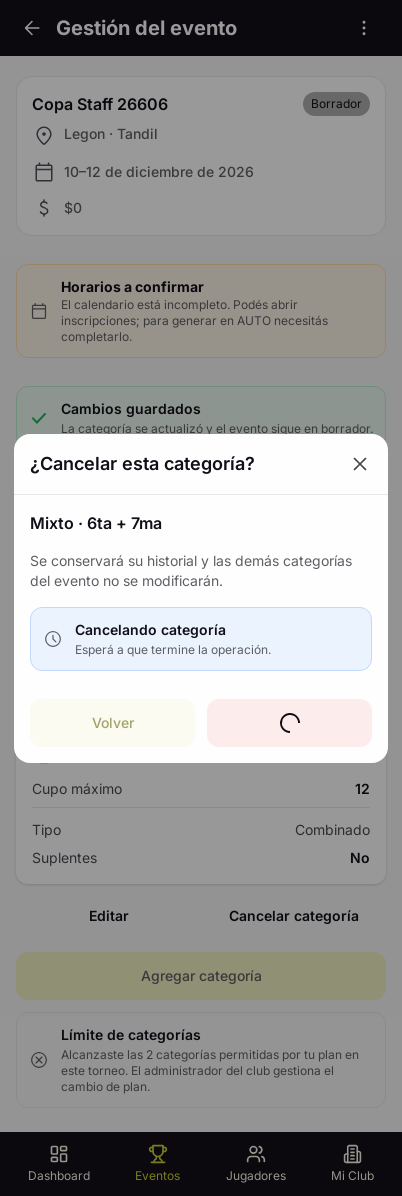 Gestión del evento
Copa Staff 26606
Borrador
Legon · Tandil
10–12 de diciembre de 2026
$0
Horarios a confirmar
El calendario está incompleto. Podés abrir
inscripciones; para generar en AUTO necesitás
completarlo.
Cambios guardados
La categoría se actualizó y el evento sigue en borrador.
¿Cancelar esta categoría?
Mixto · 6ta + 7ma
Se conservará su historial y las demás categorías
del evento no se modificarán.
Cancelando categoría
Esperá a que termine la operación.
Volver
Cupo máximo
12
Tipo
Combinado
Suplentes
No
Editar
Cancelar categoría
Agregar categoría
Límite de categorías
Alcanzaste las 2 categorías permitidas por tu plan en
este torneo. El administrador del club gestiona el
cambio de plan.
Dashboard
Eventos
Jugadores
Mi Club